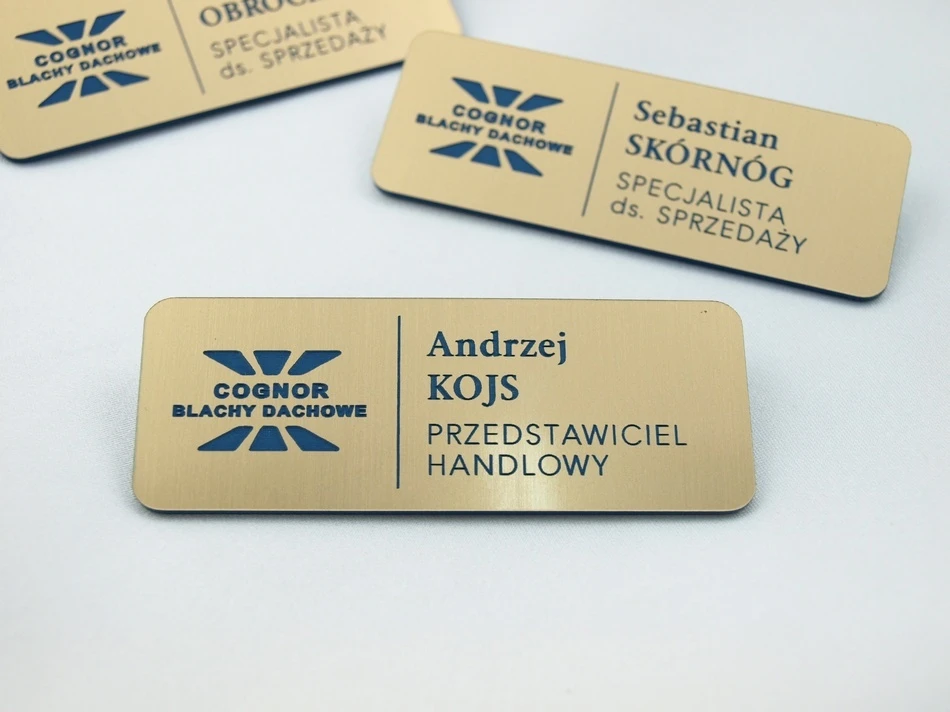 COGNOR
BLACHY DACHOWE
SPECJALISTA
ds. SPRZEDAŻY
COGNOR
BLACHY DACHOWE
Sebastian
SKÓRNÓG
SPECJALISTA
ds. SPRZEDAŻY
COGNOR
BLACHY DACHOWE
Andrzej
KOJS
PRZEDSTAWICIEL
HANDLOWY